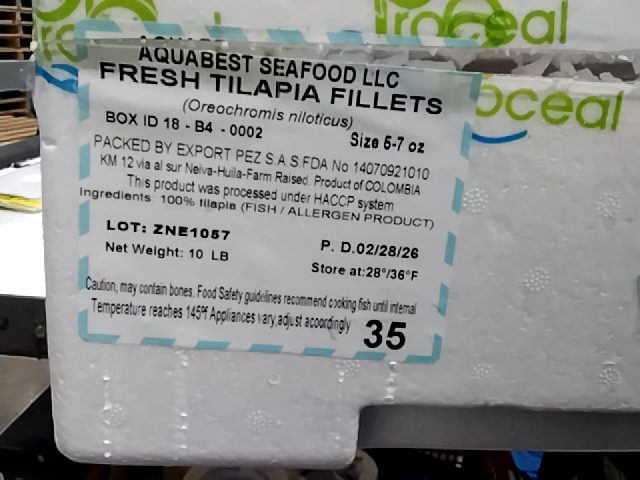 Proceal
AQUABEST SEAFOOD LLC
FRESH TILAPIA FILLETS
(Oreochromis niloticus)
BOX ID 18 - B4 - 0002
Size 5-7 oz
PACKED BY EXPORT PEZ S.A.S.FDA No 14070921010
KM 12 via al sur Neiva-Huila-Farm Raised. Product of COLOMBIA
This product was processed under HACCP system
Ingredients: 100% tilapia (FISH / ALLERGEN PRODUCT)
LOT: ZNE1057
P. D.02/28/26
Net Weight: 10 LB
Store at:28°/36°F
Caution, may contain bones. Food Safety guidelines recommend cooking fish until internal
Temperature reaches 145°f Appliances vary,adjust acoordingly
35
oceal